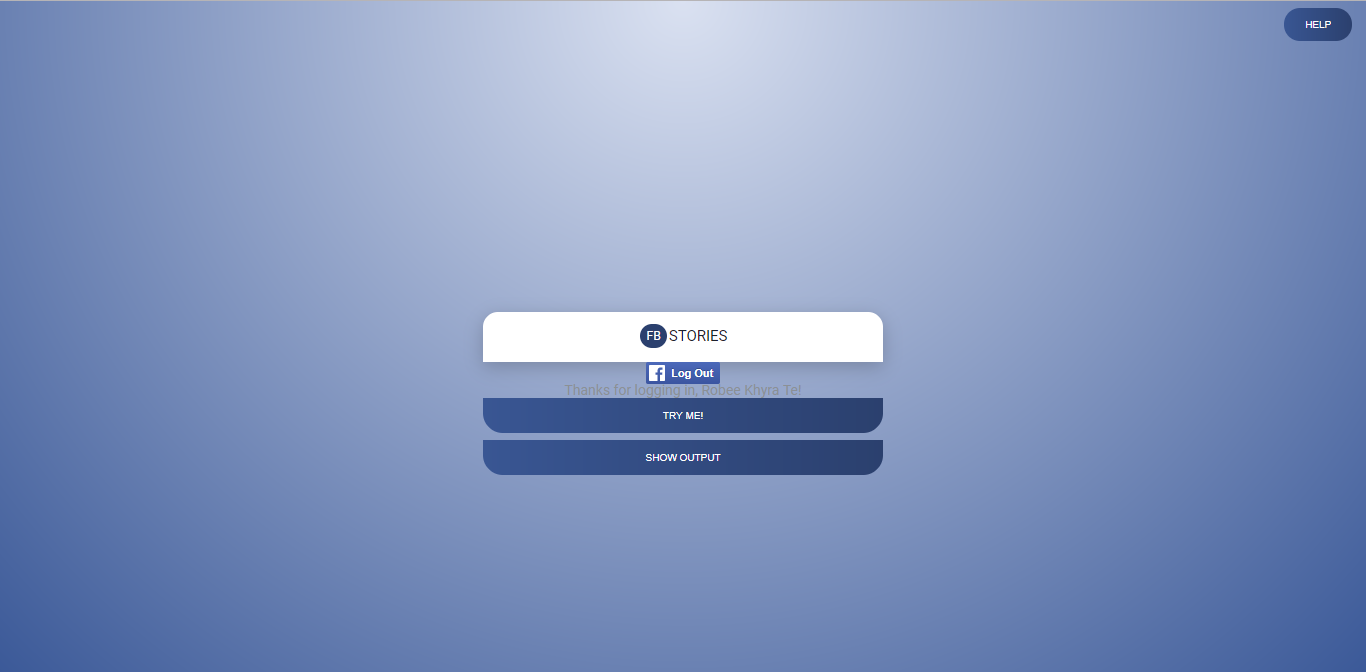 HELP
FB STORIES
Log Out
Thanks for logging in, Robee Khyra Te!
TRY ME!
SHOW OUTPUT